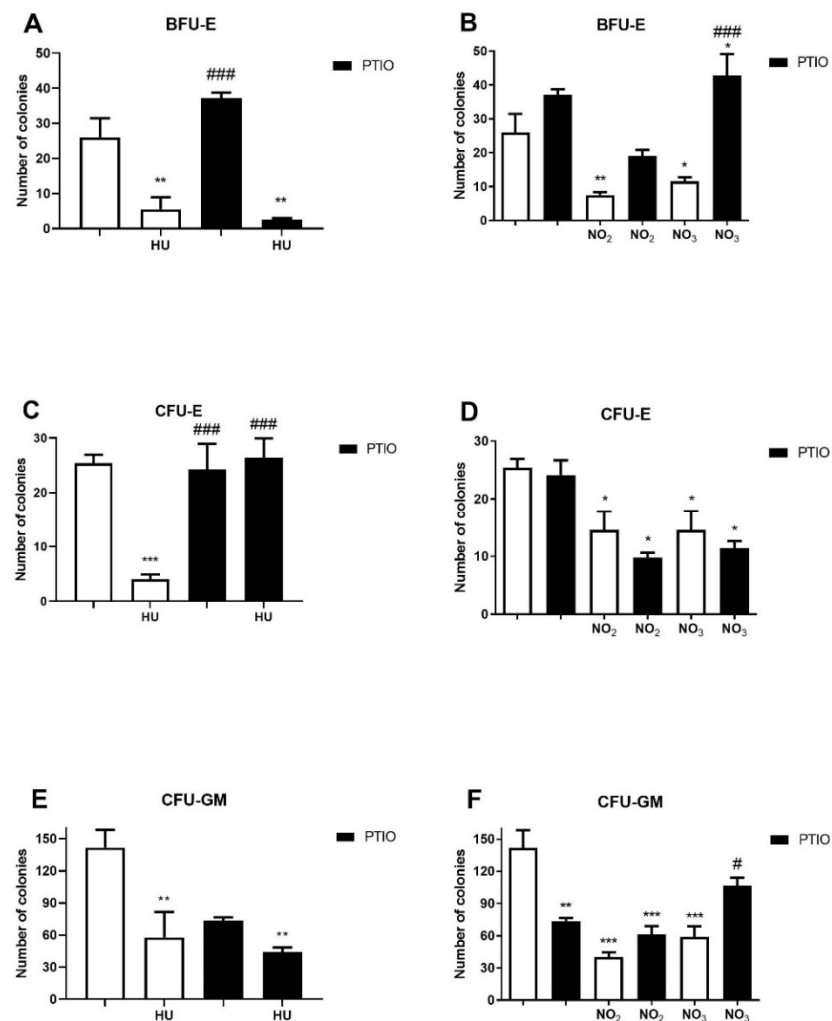 A
BFU-E
PTIO
Number of colonies
50
40
30
20
10
0
**
###
**
HU
HU
B
BFU-E
PTIO
Number of colonies
50
40
30
20
10
0
**
*
###
*
NO₂
NO₂
NO₃
NO₃
C
CFU-E
PTIO
Number of colonies
30
20
10
0
***
###
###
HU
HU
D
CFU-E
PTIO
Number of colonies
30
20
10
0
*
*
*
*
NO₂
NO₂
NO₃
NO₃
E
CFU-GM
PTIO
Number of colonies
150
120
90
60
30
0
**
**
HU
HU
F
CFU-GM
PTIO
Number of colonies
150
120
90
60
30
0
**
***
***
***
#
NO₂
NO₂
NO₃
NO₃